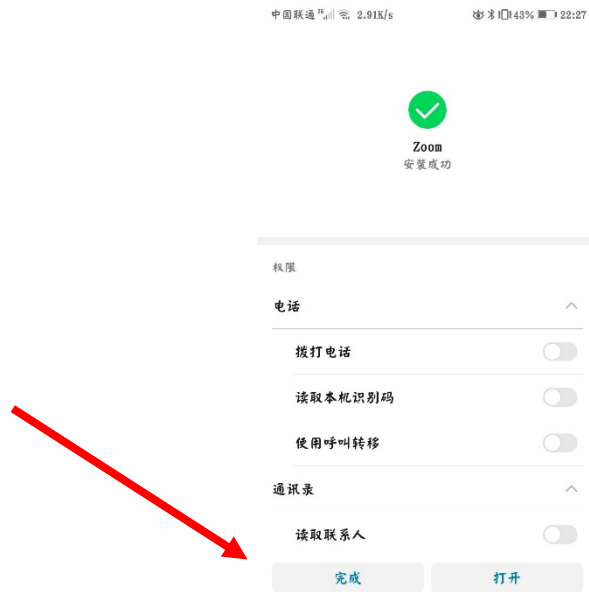 中国联通 2.91K/s 43% 22:27
Zoom
安装成功
权限
电话
拨打电话
读取本机识别码
使用呼叫转移
通讯录
读取联系人
完成 打开